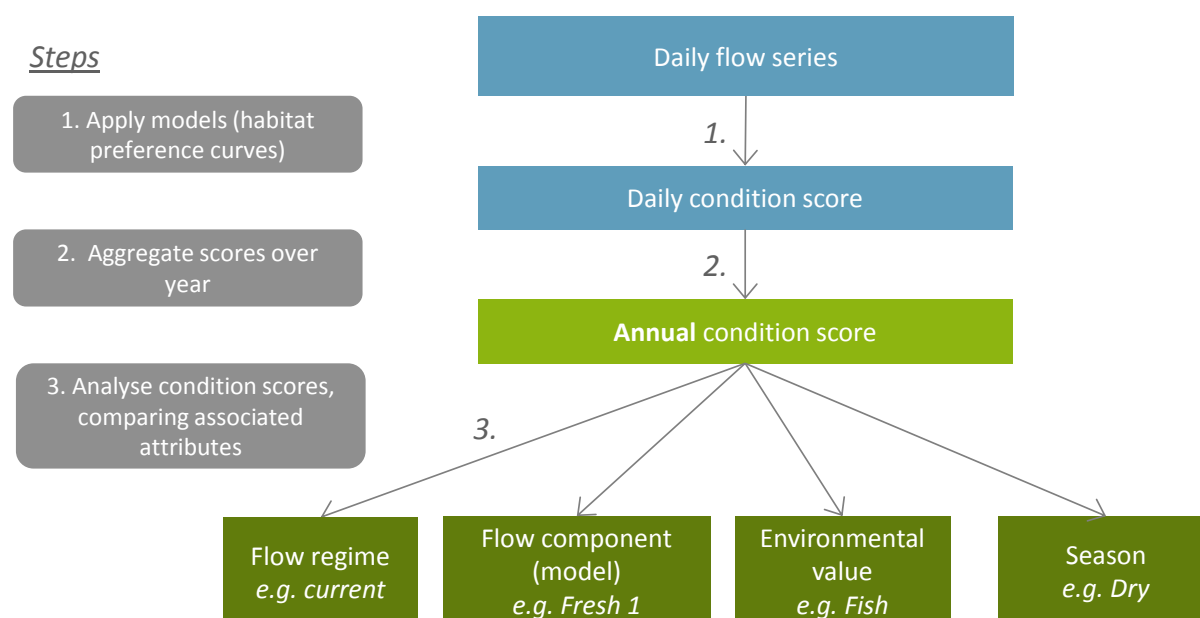 Steps
1. Apply models (habitat
preference curves)
2. Aggregate scores over
year
3. Analyse condition scores,
comparing associated
attributes
Daily flow series
1.
Daily condition score
2.
Annual condition score
3.
Flow regime
e.g. current
Flow component
(model)
e.g. Fresh 1
Environmental
value
e.g. Fish
Season
e.g. Dry